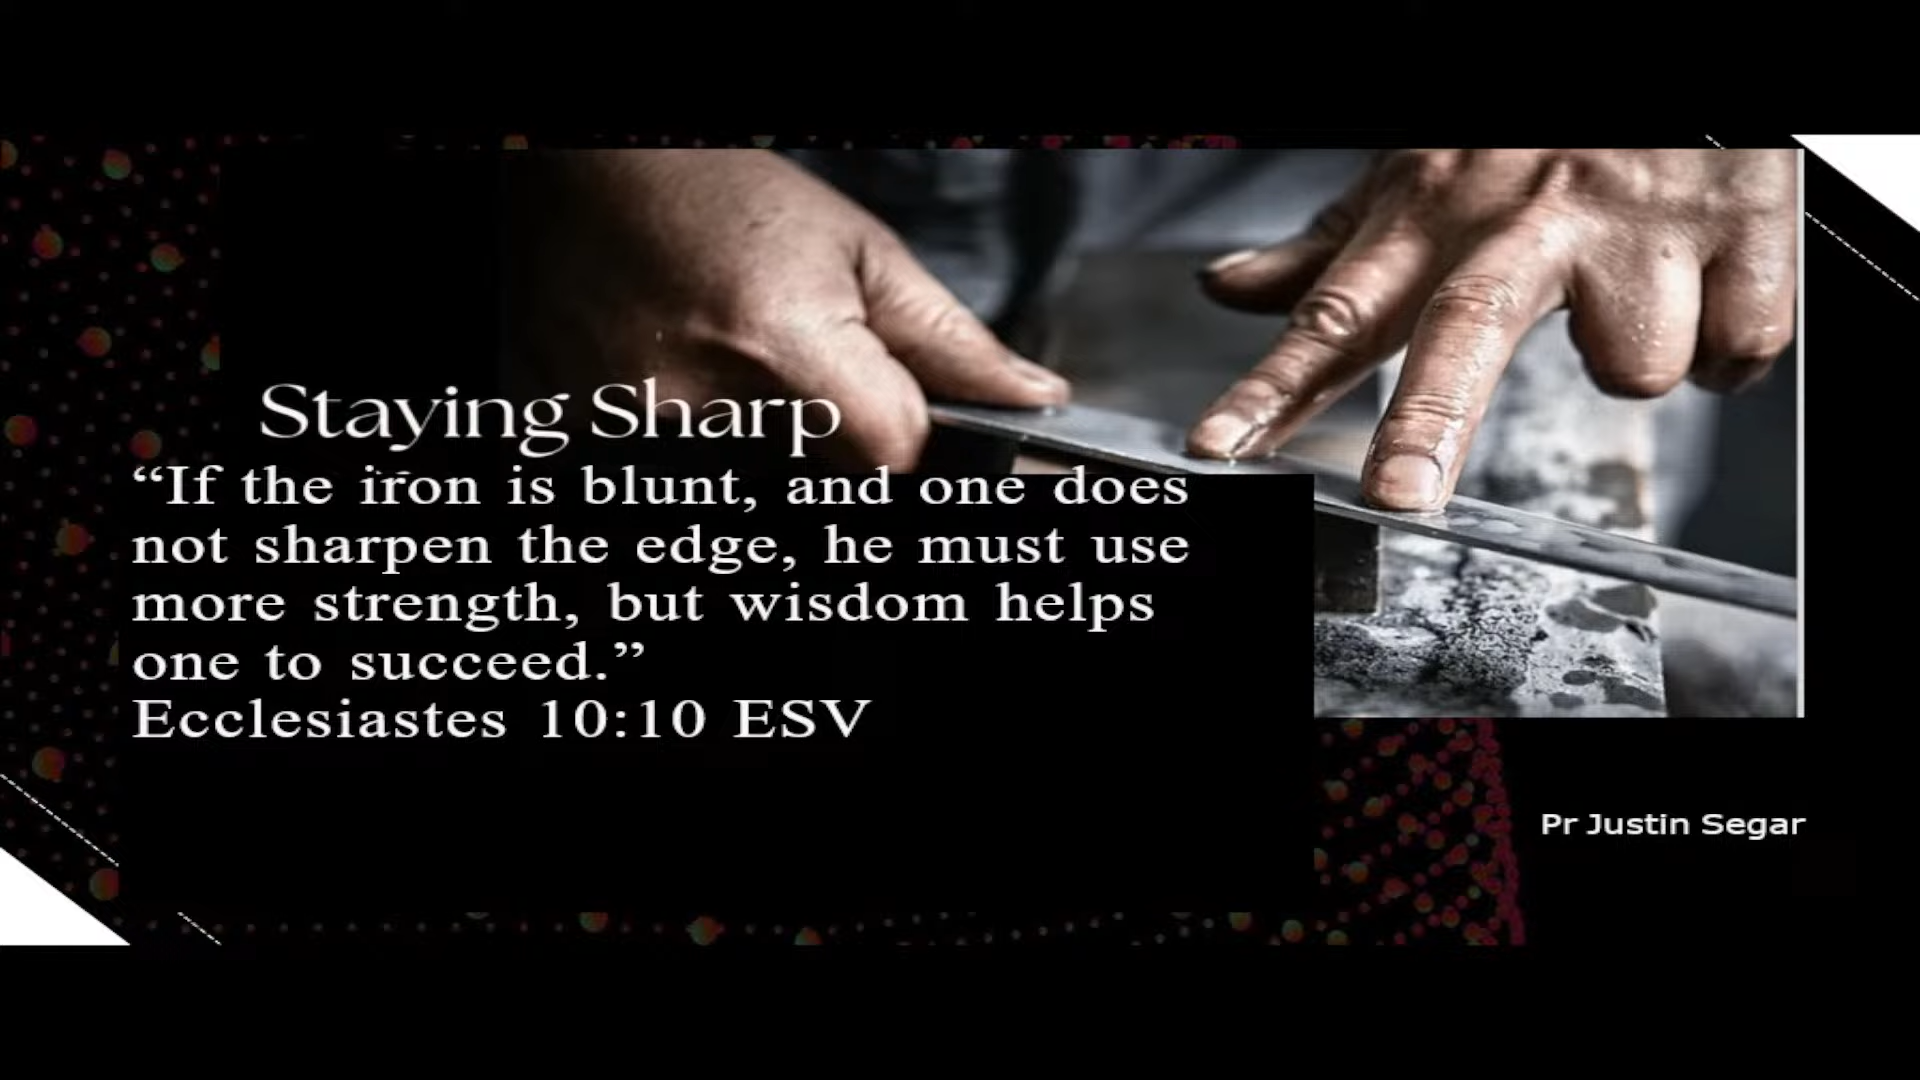 Staying Sharp
“If the iron is blunt, and one does
not sharpen the edge, he must use
more strength, but wisdom helps
one to succeed.”
Ecclesiastes 10:10 ESV
Pr Justin Segar